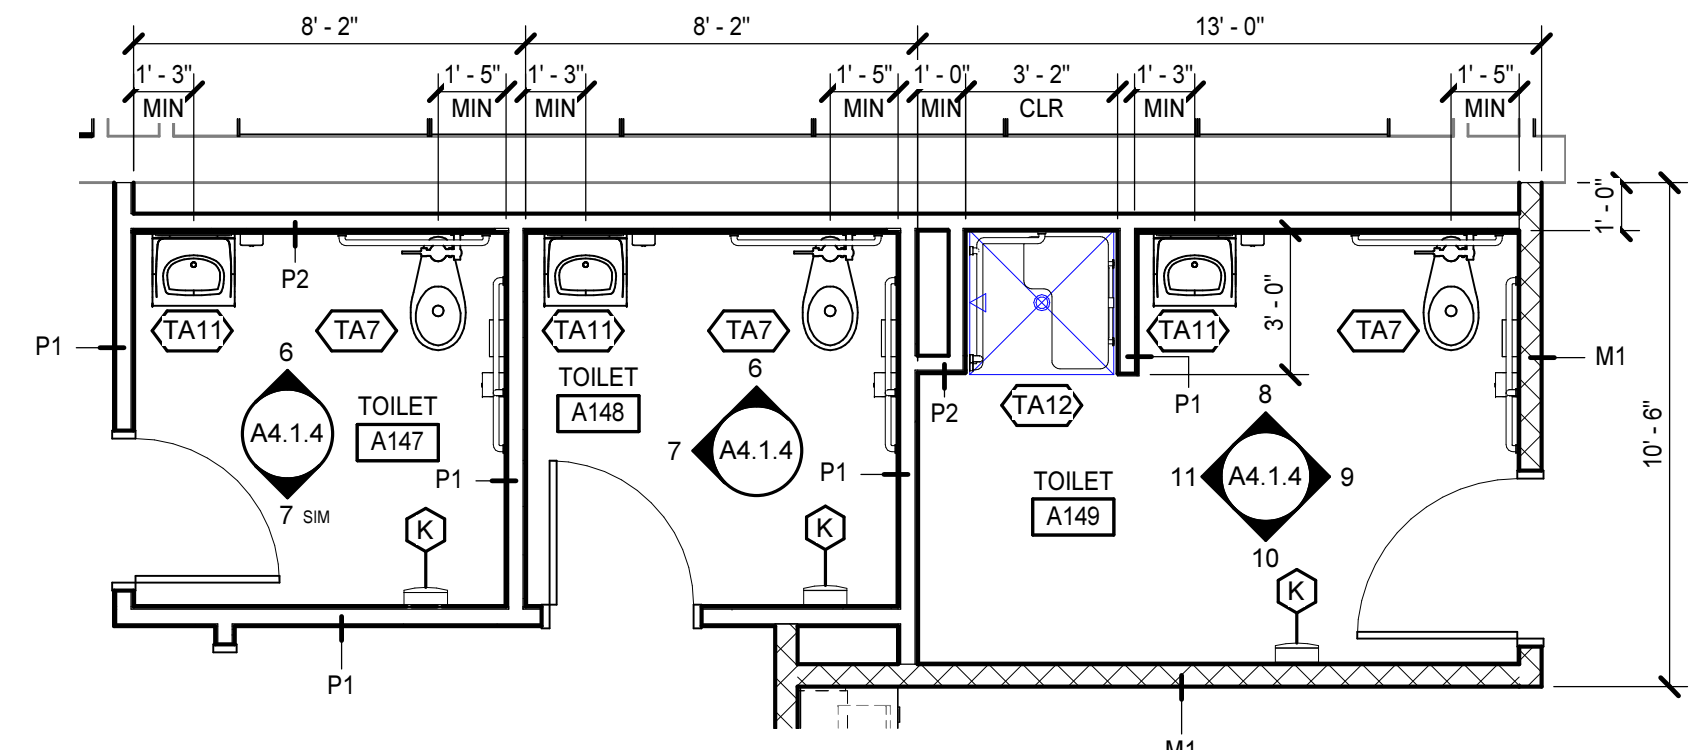 8' - 2"
8' - 2"
13' - 0"
1' - 3"
MIN
1' - 5"
MIN
1' - 3"
MIN
1' - 5"
MIN
1' - 0"
MIN
3' - 2"
CLR
1' - 3"
MIN
1' - 5"
MIN
1' - 0"
P2
3' - 0"
P1
TA11
TA7
TA11
TA7
TA11
TA7
6
6
M1
TOILET
A147
TOILET
A148
TA12
P2
P1
8
10' - 6"
A4.1.4
7
A4.1.4
P1
P1
11
A4.1.4
9
TOILET
A149
7 SIM
K
K
10
K
P1
M1